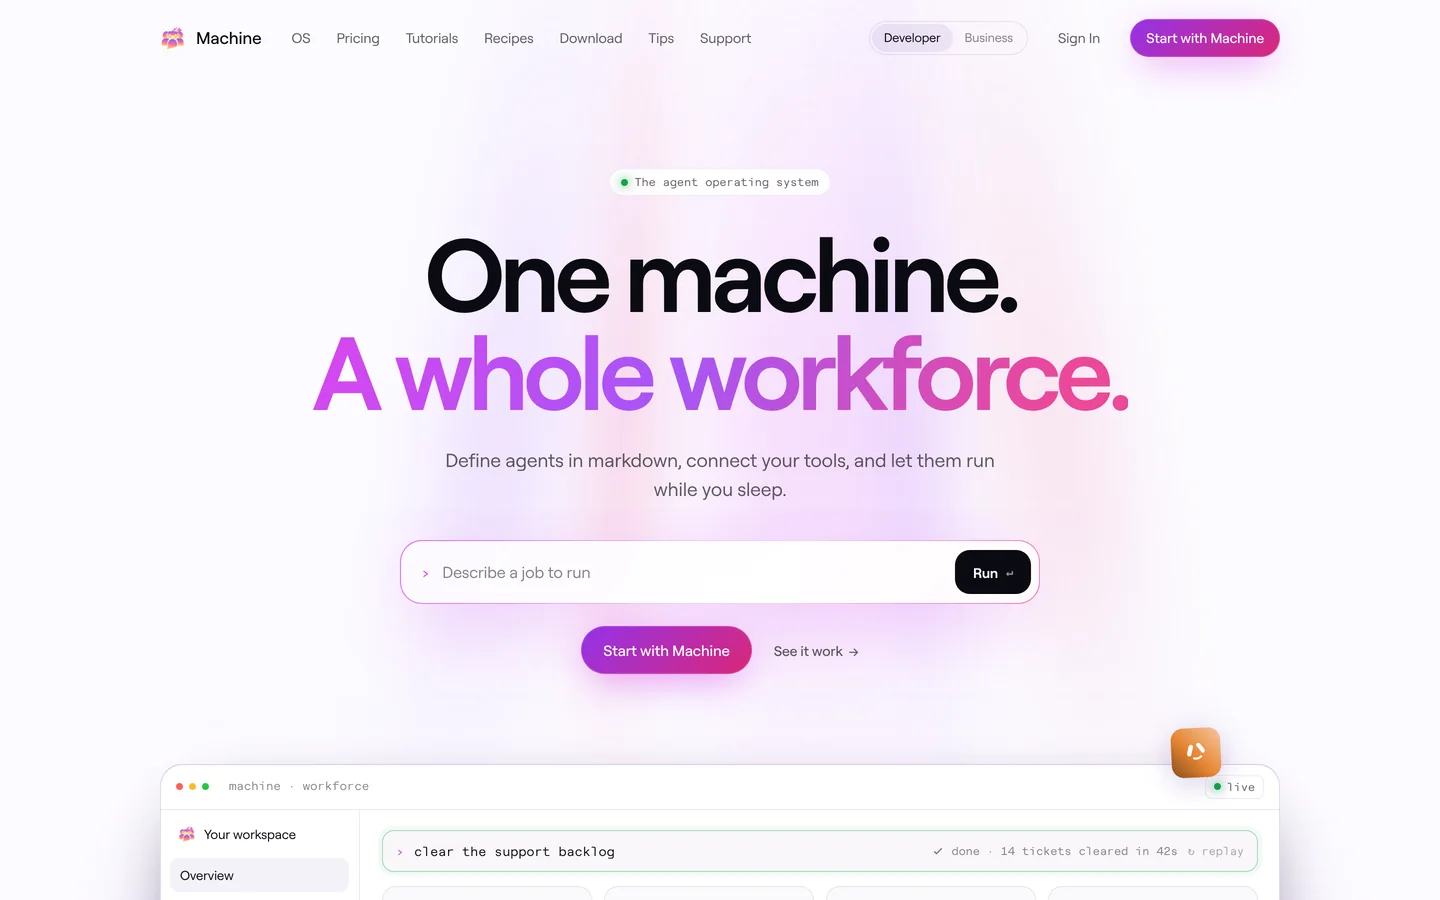 Machine OS Pricing Tutorials Recipes Download Tips Support Developer Business Sign In Start with Machine
The agent operating system
One machine.
A whole workforce.
Define agents in markdown, connect your tools, and let them run
while you sleep.
› Describe a job to run Run ↵
Start with Machine See it work →
machine · workforce live
Your workspace
› clear the support backlog ✓ done · 14 tickets cleared in 42s ↻ replay
Overview